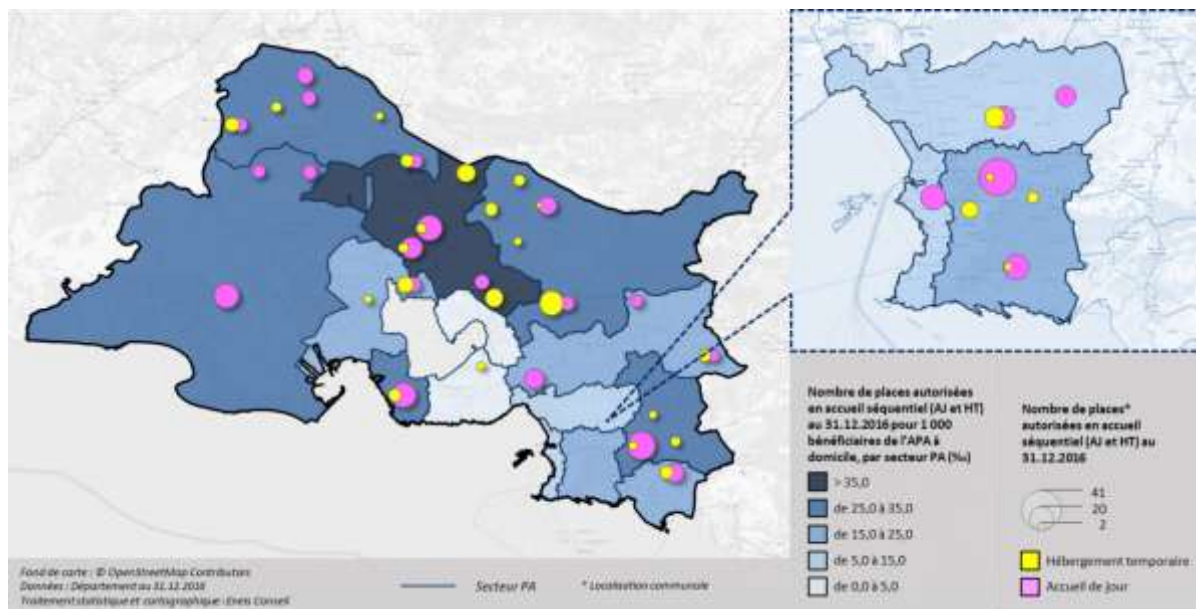 Nombre de places autorisées
en accueil séquentiel (AJ et HT)
au 31.12.2016 pour 1 000
bénéficiaires de l'APA à
domicile, par secteur PA (‰)
> 35,0
de 25,0 à 35,0
de 15,0 à 25,0
de 5,0 à 15,0
de 0,0 à 5,0
Nombre de places*
autorisées en accueil
séquentiel (AJ et HT) au
31.12.2016
41
20
2
Hébergement temporaire
Accueil de Jour
Fond de carte : © OpenStreetMap Contributors
Données : Département au 31.12.2016
Traitement statistique et cartographique : Eneis Conseil
Secteur PA
* Localisation communale